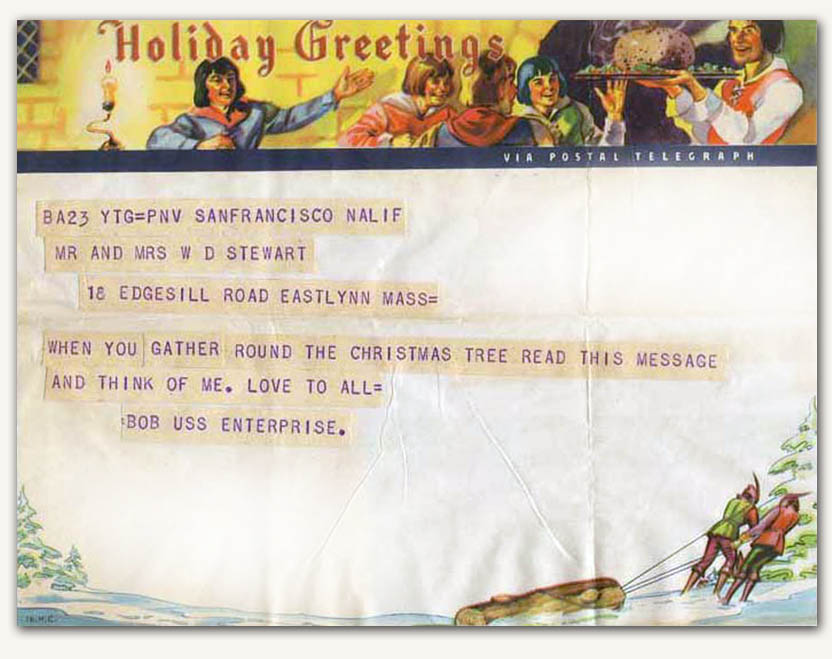 Holiday Greetings
VIA POSTAL TELEGRAPH
BA23 YTG=PNV SANFRANCISCO NALIF
MR AND MRS W D STEWART
18 EDGESILL ROAD EASTLYNN MASS=
WHEN YOU GATHER ROUND THE CHRISTMAS TREE READ THIS MESSAGE
AND THINK OF ME. LOVE TO ALL=
:BOB USS ENTERPRISE.